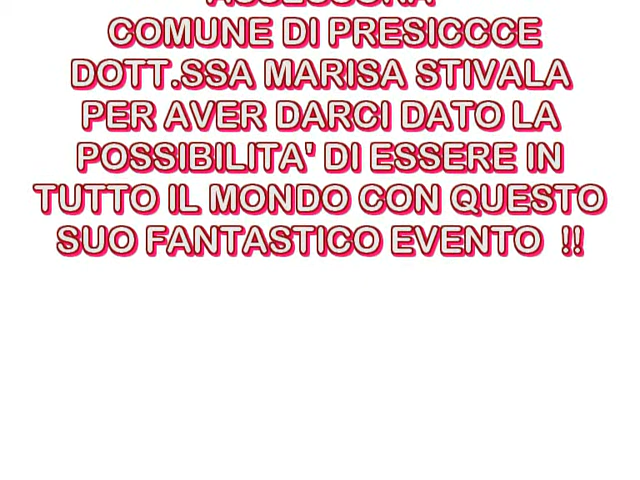 ASSESSORA
COMUNE DI PRESICCCE
DOTT.SSA MARISA STIVALA
PER AVER DARCI DATO LA
POSSIBILITA' DI ESSERE IN
TUTTO IL MONDO CON QUESTO
SUO FANTASTICO EVENTO !!